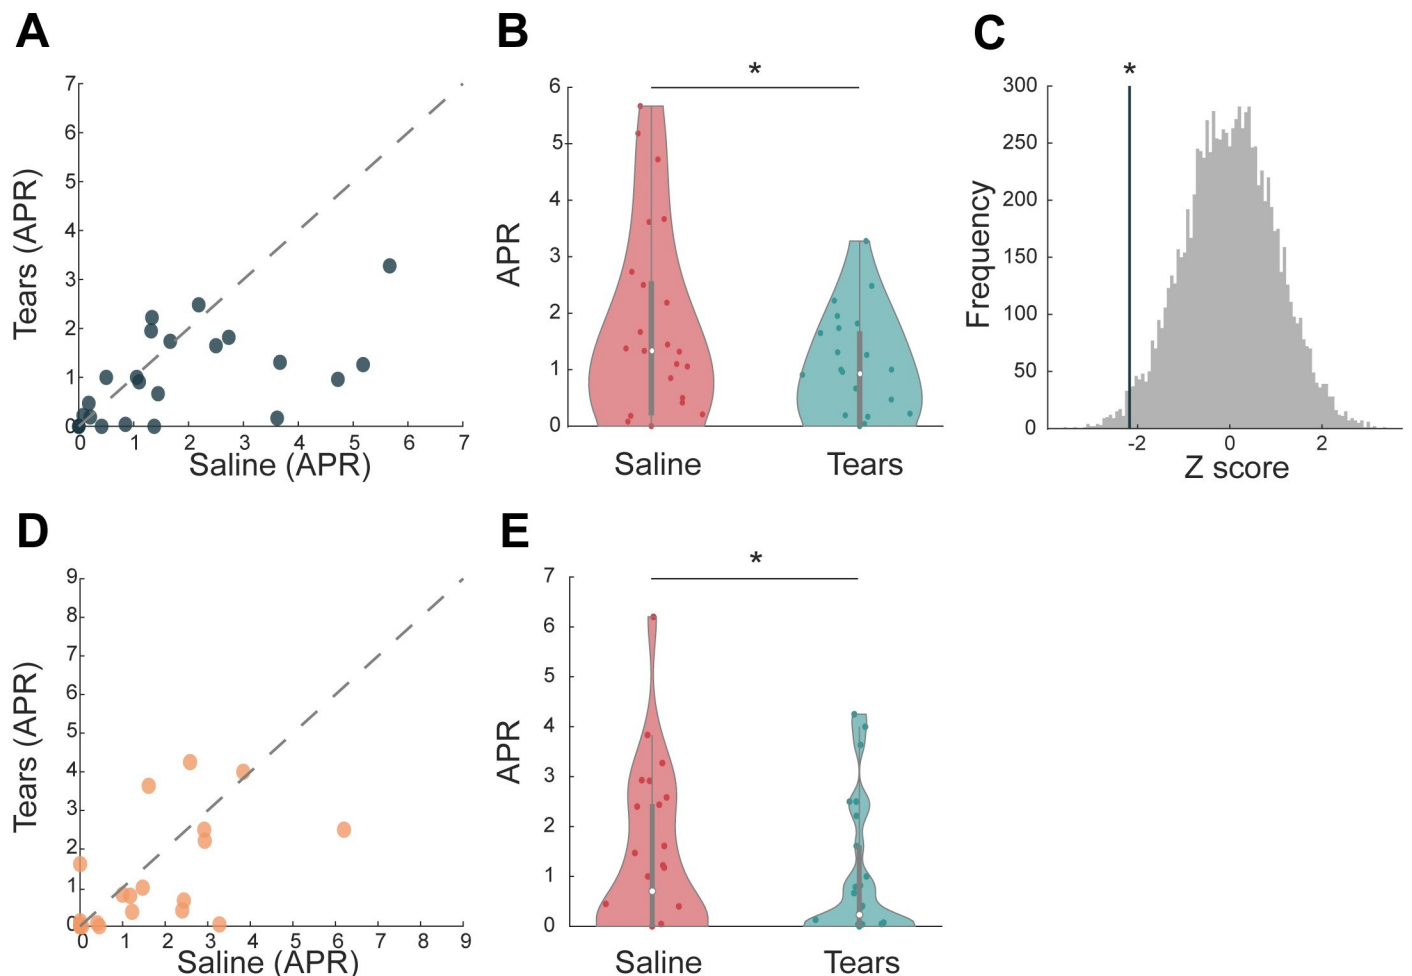 A
B
C
7
6
5
4
3
2
1
0
0 1 2 3 4 5 6 7
Tears (APR)
Saline (APR)
*
6
5
4
3
2
1
0
APR
Saline Tears
*
300
250
200
150
100
50
0
Frequency
-2 0 2
Z score
D
E
9
8
7
6
5
4
3
2
1
0
0 1 2 3 4 5 6 7 8 9
Tears (APR)
Saline (APR)
*
7
6
5
4
3
2
1
0
APR
Saline Tears